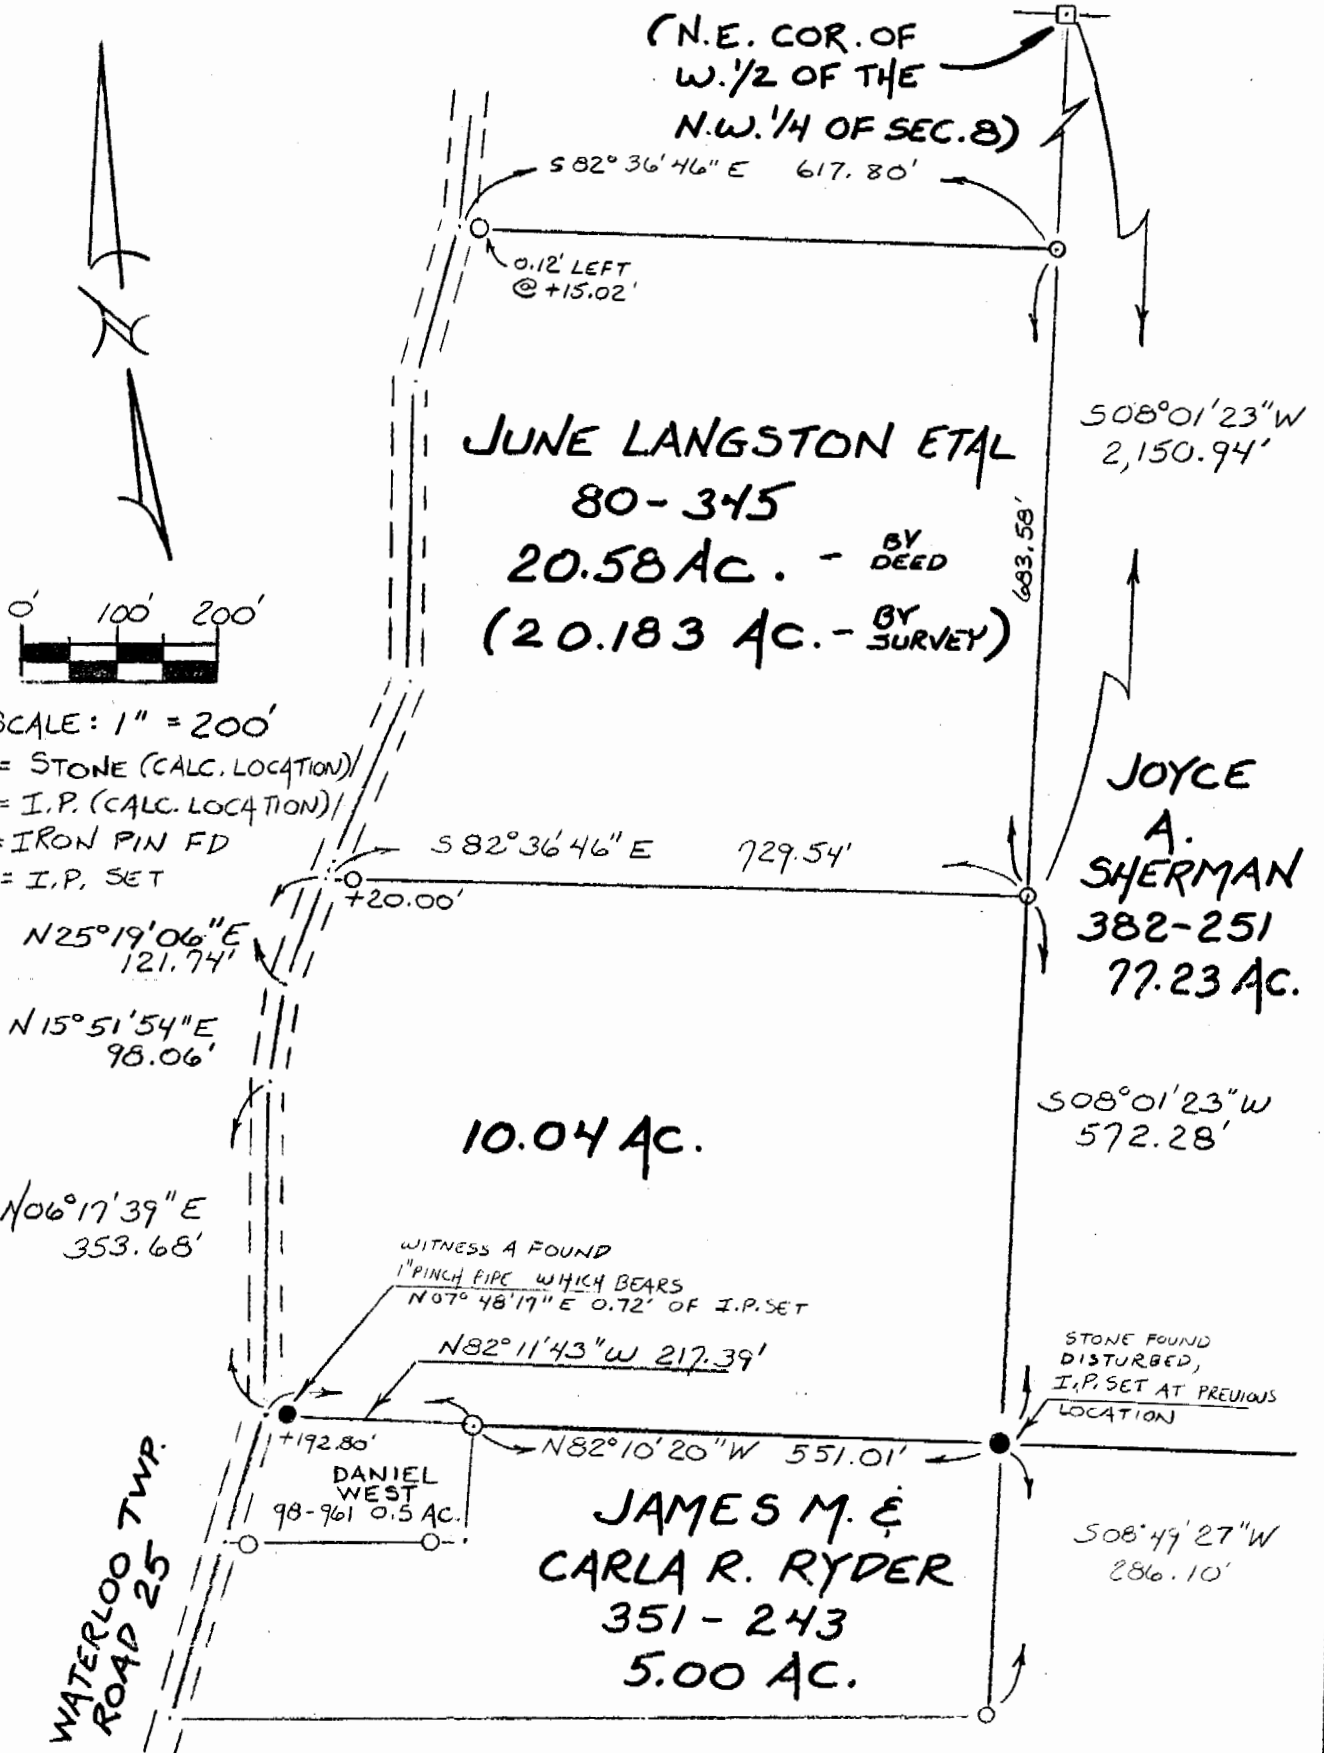 (N.E. COR. OF
W. 1/2 OF THE
N.W. 1/4 OF SEC. 8)
S 82° 36' 46" E 617.80'
0.12' LEFT
@ +15.02'
JUNE LANGSTON ETAL
80-345
20.58 AC. - BY DEED
(20.183 AC. - BY SURVEY)
683.58'
S08°01'23"W
2,150.94'
0' 100' 200'
SCALE: 1" = 200'
= STONE (CALC. LOCATION)
= I.P. (CALC. LOCATION)
= IRON PIN FD
= I.P. SET
S 82° 36' 46" E 729.54'
+20.00'
JOYCE
A.
SHERMAN
382-251
77.23 AC.
N25°19'06"E
121.74'
N15°51'54"E
98.06'
10.04 AC.
S08°01'23"W
572.28'
N06°17'39"E
353.68'
WITNESS A FOUND
1" PINCH PIPE WHICH BEARS
N07° 48'17" E 0.72' OF I.P. SET
N82° 11' 43" W 217.39'
STONE FOUND
DISTURBED,
I.P. SET AT PREVIOUS
LOCATION
+192.80'
N82°10'20"W 551.01'
DANIEL
WEST
98-961 0.5 AC.
JAMES M. &
CARLA R. RYDER
351-243
5.00 AC.
S08°49'27"W
286.10'
WATERLOO TWP.
ROAD 25